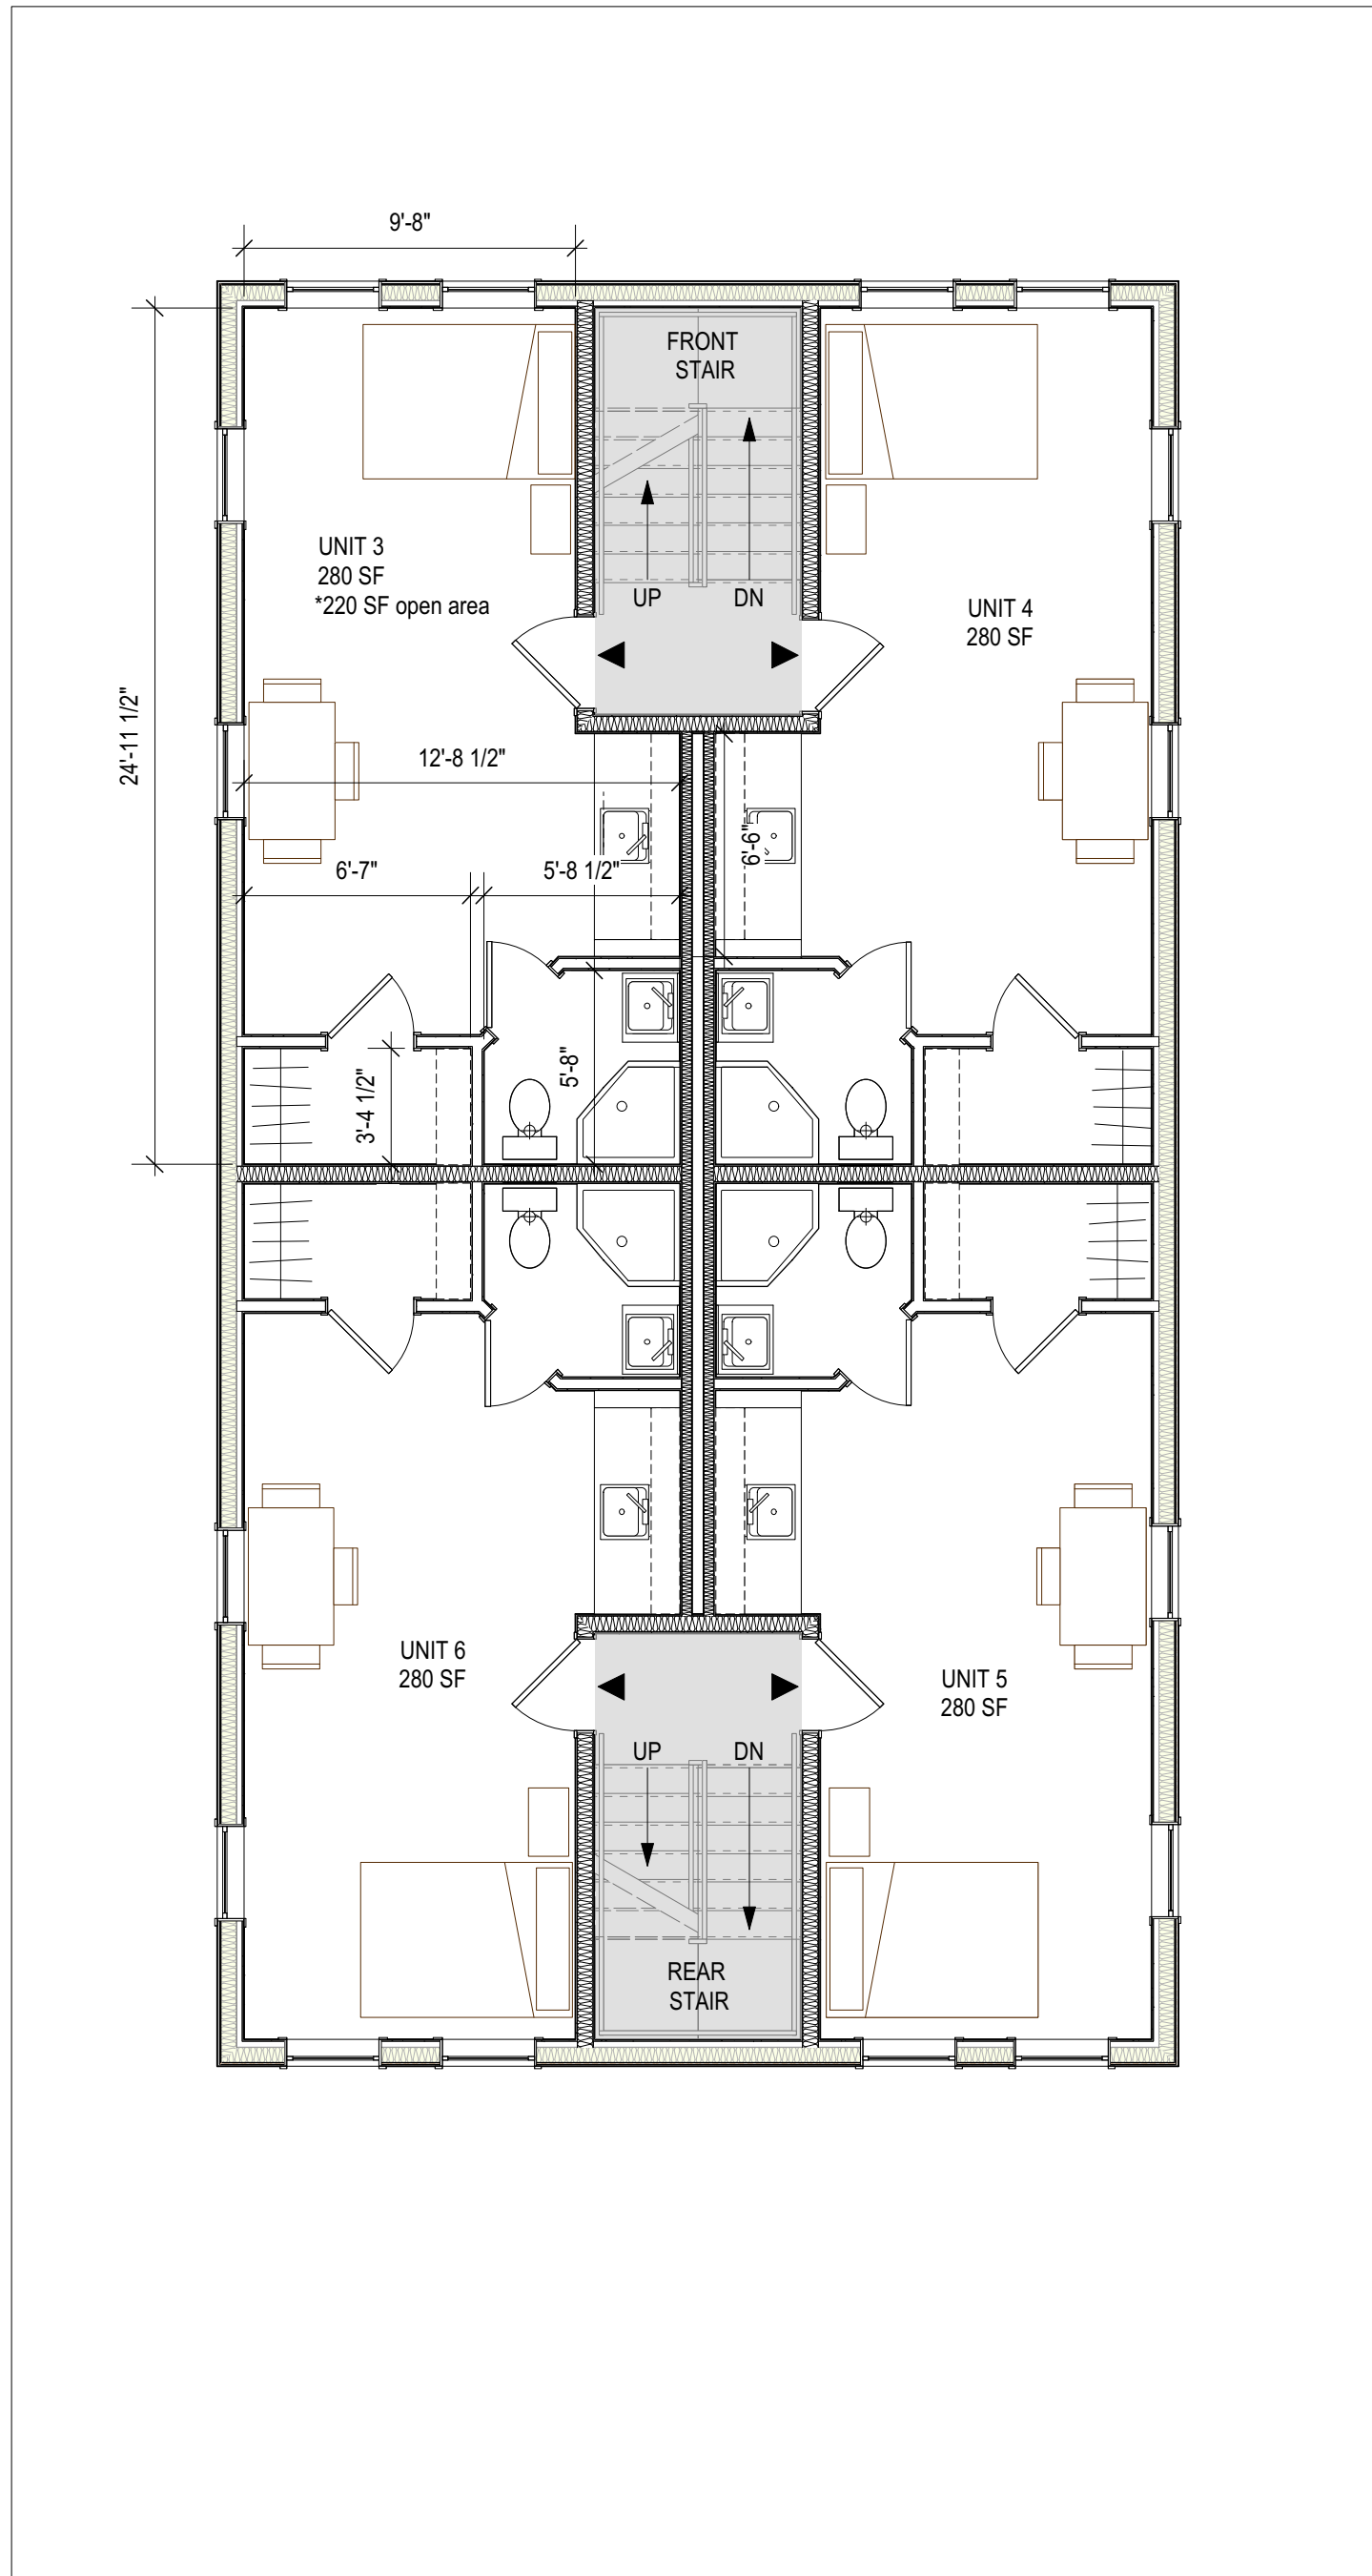 9'-8"
FRONT
STAIR
UNIT 3
280 SF
*220 SF open area
UP
DN
UNIT 4
280 SF
24'-11 1/2"
12'-8 1/2"
6'-6"
6'-7"
5'-8 1/2"
5'-8"
3'-4 1/2"
UNIT 6
280 SF
UNIT 5
280 SF
UP
DN
REAR
STAIR